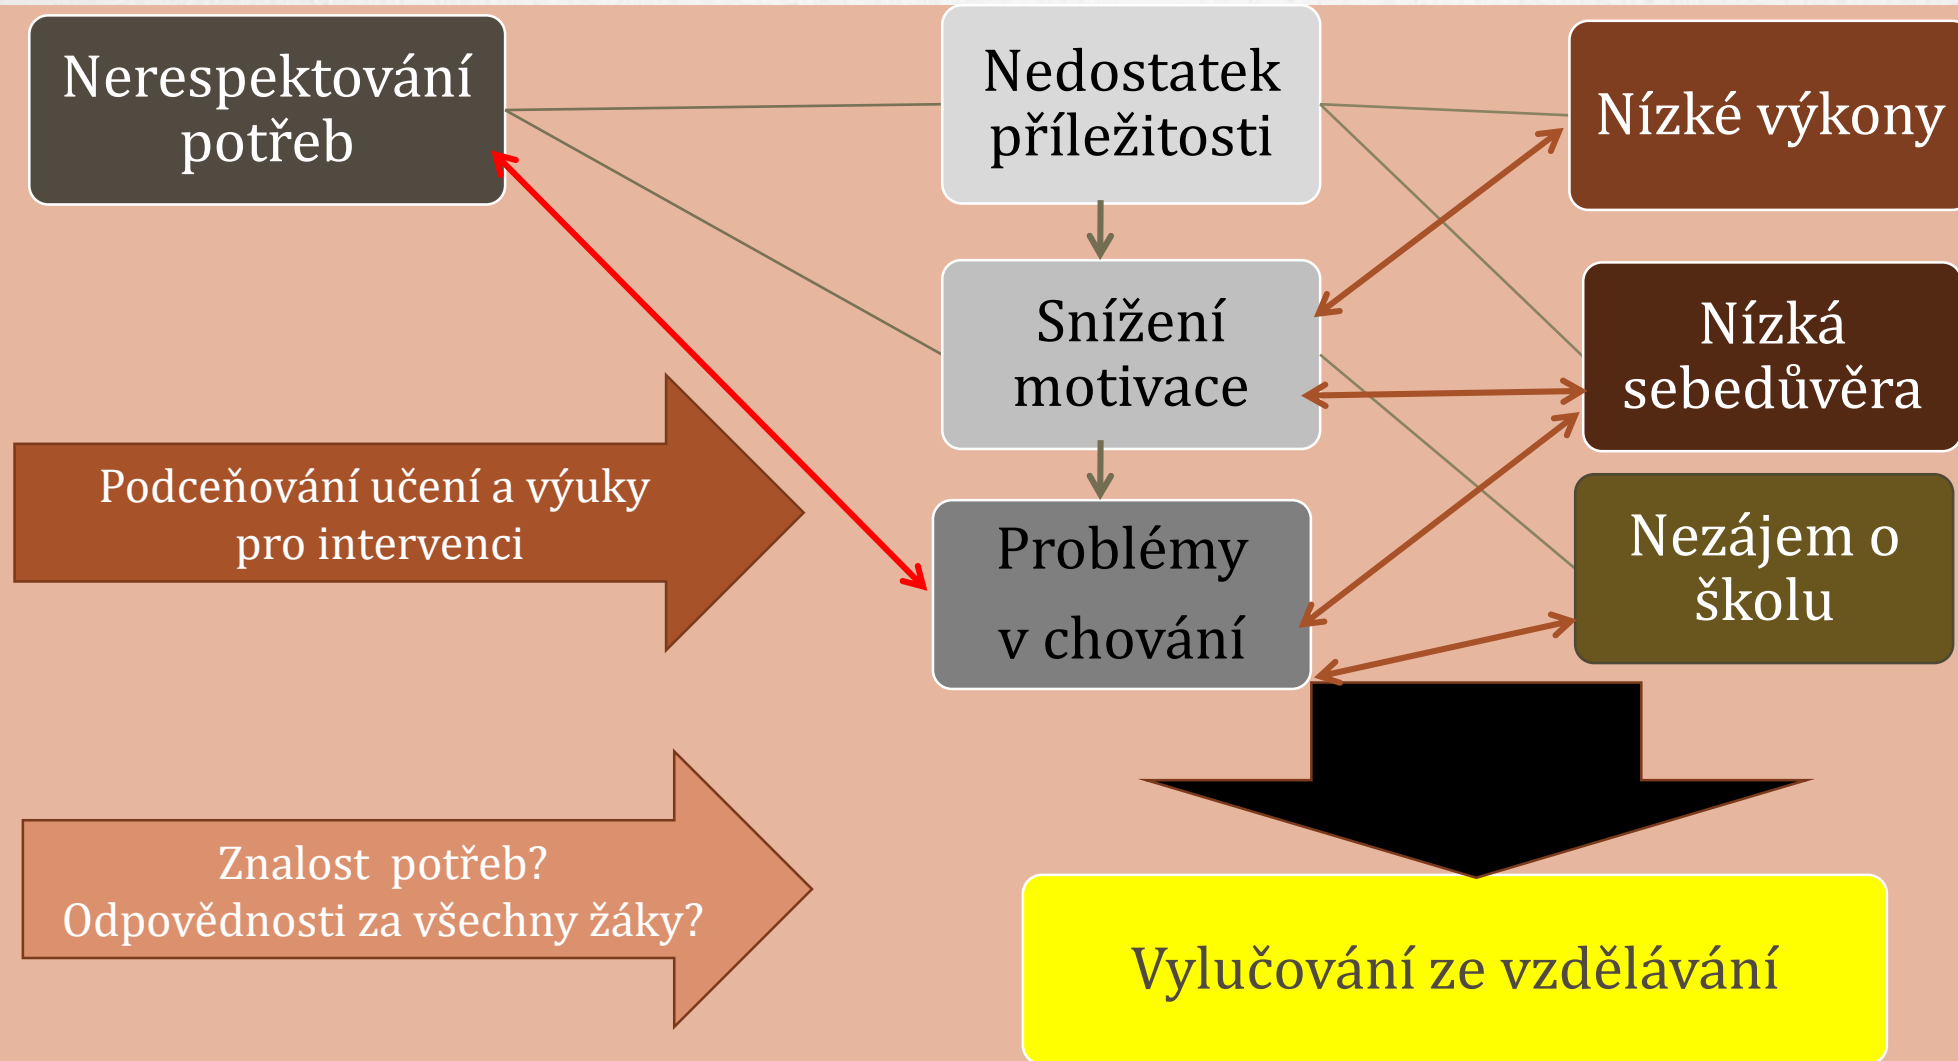 Nerespektování
potřeb
Nedostatek
příležitosti
Nízké výkony
Snížení
motivace
Nízká
sebedůvěra
Podceňování učení a výuky
pro intervenci
Problémy
v chování
Nezájem o
školu
Znalost  potřeb?
Odpovědnosti za všechny žáky?
Vylučování ze vzdělávání